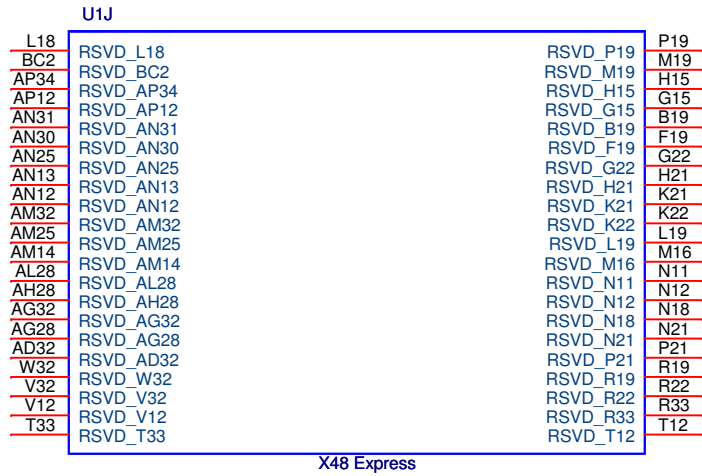 U1J
L18 RSVD_L18 RSVD_P19 P19
BC2 RSVD_BC2 RSVD_M19 M19
AP34 RSVD_AP34 RSVD_H15 H15
AP12 RSVD_AP12 RSVD_G15 G15
AN31 RSVD_AN31 RSVD_B19 B19
AN30 RSVD_AN30 RSVD_F19 F19
AN25 RSVD_AN25 RSVD_G22 G22
AN13 RSVD_AN13 RSVD_H21 H21
AN12 RSVD_AN12 RSVD_K21 K21
AM32 RSVD_AM32 RSVD_K22 K22
AM25 RSVD_AM25 RSVD_L19 L19
AM14 RSVD_AM14 RSVD_M16 M16
AL28 RSVD_AL28 RSVD_N11 N11
AH28 RSVD_AH28 RSVD_N12 N12
AG32 RSVD_AG32 RSVD_N18 N18
AG28 RSVD_AG28 RSVD_N21 N21
AD32 RSVD_AD32 RSVD_P21 P21
W32 RSVD_W32 RSVD_R19 R19
V32 RSVD_V32 RSVD_R22 R22
V12 RSVD_V12 RSVD_R33 R33
T33 RSVD_T33 RSVD_T12 T12
X48 Express